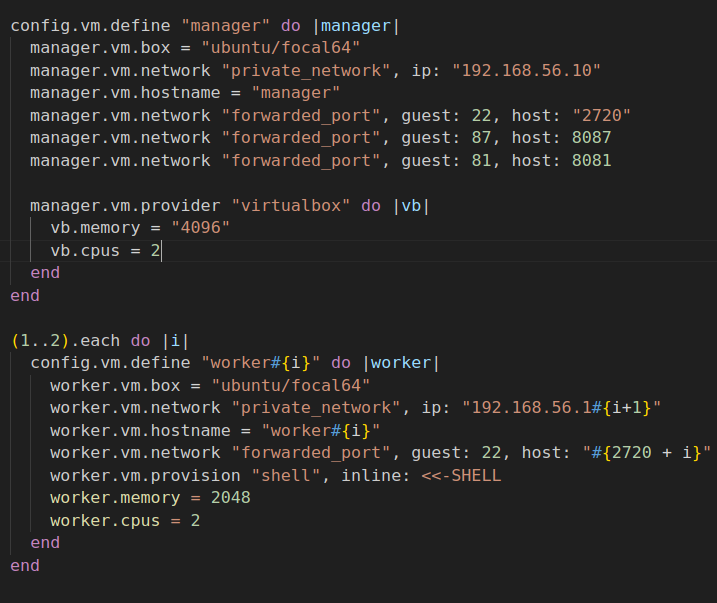 config.vm.define "manager" do |manager|
  manager.vm.box = "ubuntu/focal64"
  manager.vm.network "private_network", ip: "192.168.56.10"
  manager.vm.hostname = "manager"
  manager.vm.network "forwarded_port", guest: 22, host: "2720"
  manager.vm.network "forwarded_port", guest: 87, host: 8087
  manager.vm.network "forwarded_port", guest: 81, host: 8081

  manager.vm.provider "virtualbox" do |vb|
    vb.memory = "4096"
    vb.cpus = 2
  end
end

(1..2).each do |i|
  config.vm.define "worker#{i}" do |worker|
    worker.vm.box = "ubuntu/focal64"
    worker.vm.network "private_network", ip: "192.168.56.1#{i+1}"
    worker.vm.hostname = "worker#{i}"
    worker.vm.network "forwarded_port", guest: 22, host: "#{2720 + i}"
    worker.vm.provision "shell", inline: <<-SHELL
    worker.memory = 2048
    worker.cpus = 2
  end
end